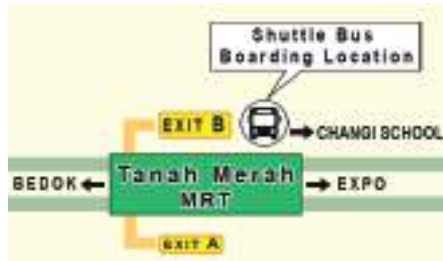 Shuttle Bus
Boarding Location
EXIT B
CHANGI SCHOOL
BEDOK
Tanah Merah
MRT
EXPO
EXIT A